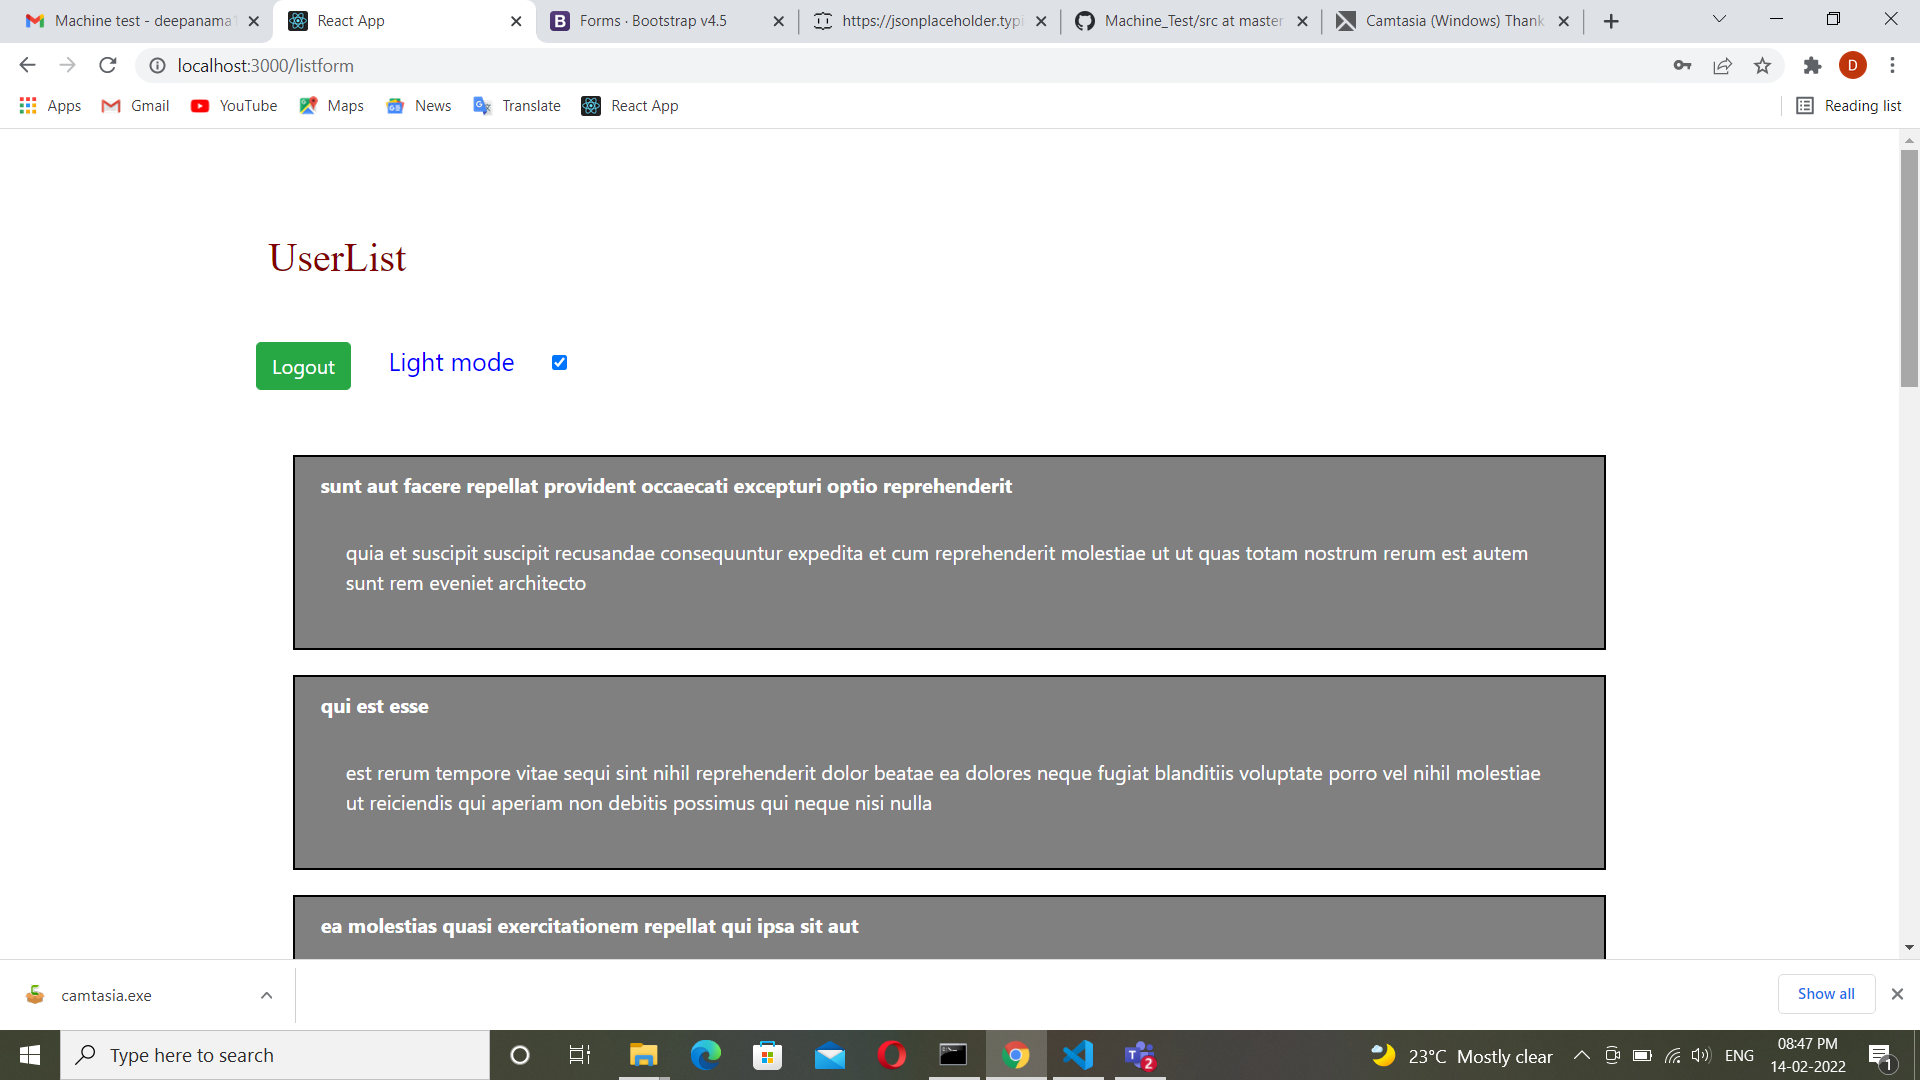 Machine test - deepanama
React App
Forms · Bootstrap v4.5
https://jsonplaceholder.typi
Machine_Test/src at master
Camtasia (Windows) Thank
localhost:3000/listform
D
Apps
Gmail
YouTube
Maps
News
Translate
React App
Reading list
UserList
Logout
Light mode
sunt aut facere repellat provident occaecati excepturi optio reprehenderit
quia et suscipit suscipit recusandae consequuntur expedita et cum reprehenderit molestiae ut ut quas totam nostrum rerum est autem
sunt rem eveniet architecto
qui est esse
est rerum tempore vitae sequi sint nihil reprehenderit dolor beatae ea dolores neque fugiat blanditiis voluptate porro vel nihil molestiae
ut reiciendis qui aperiam non debitis possimus qui neque nisi nulla
ea molestias quasi exercitationem repellat qui ipsa sit aut
camtasia.exe
Show all
Type here to search
2
23°C Mostly clear
ENG
08:47 PM
14-02-2022
1